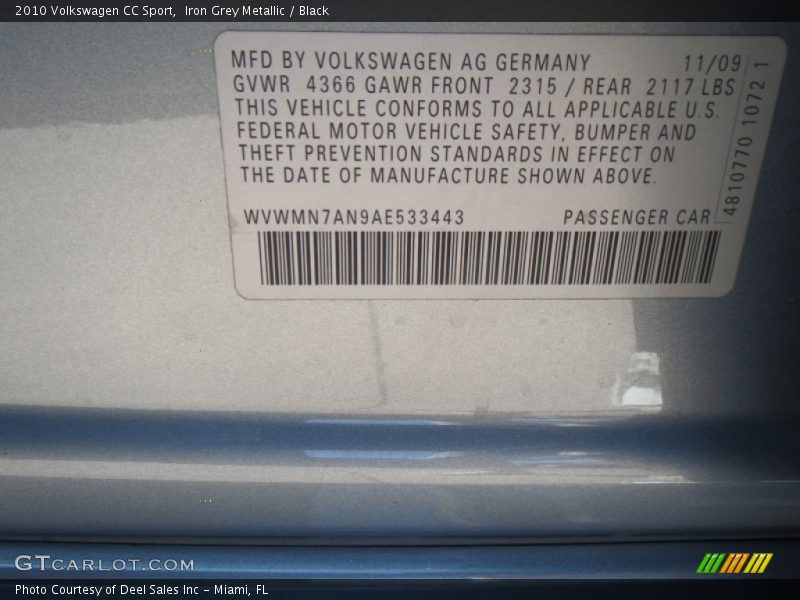 2010 Volkswagen CC Sport, Iron Grey Metallic / Black
MFD BY VOLKSWAGEN AG GERMANY 11/09
GVWR 4366 GAWR FRONT 2315 / REAR 2117 LBS
THIS VEHICLE CONFORMS TO ALL APPLICABLE U.S.
FEDERAL MOTOR VEHICLE SAFETY, BUMPER AND
THEFT PREVENTION STANDARDS IN EFFECT ON
THE DATE OF MANUFACTURE SHOWN ABOVE.
WVWMN7AN9AE533443 PASSENGER CAR
4810770 1072 1
GTCARLOT.COM
Photo Courtesy of Deel Sales Inc - Miami, FL